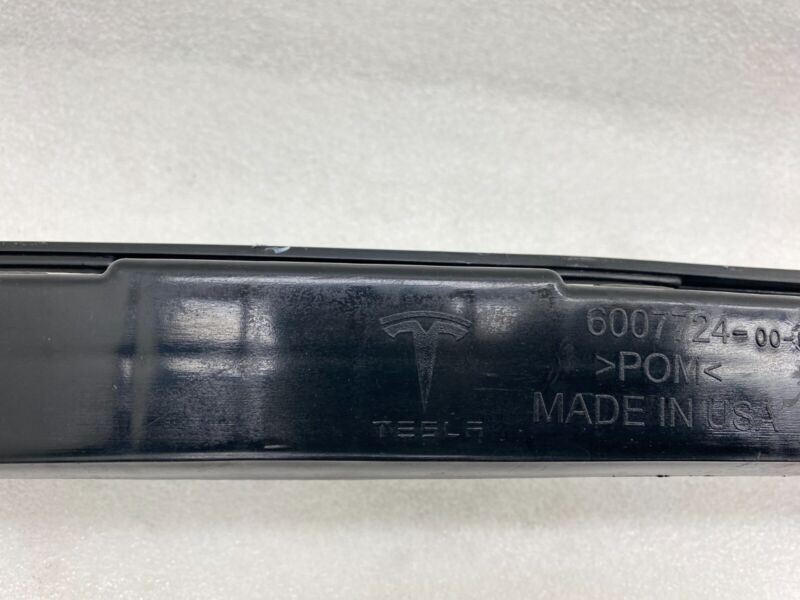 6007724-00-
>POM<
MADE IN USA
TESLA